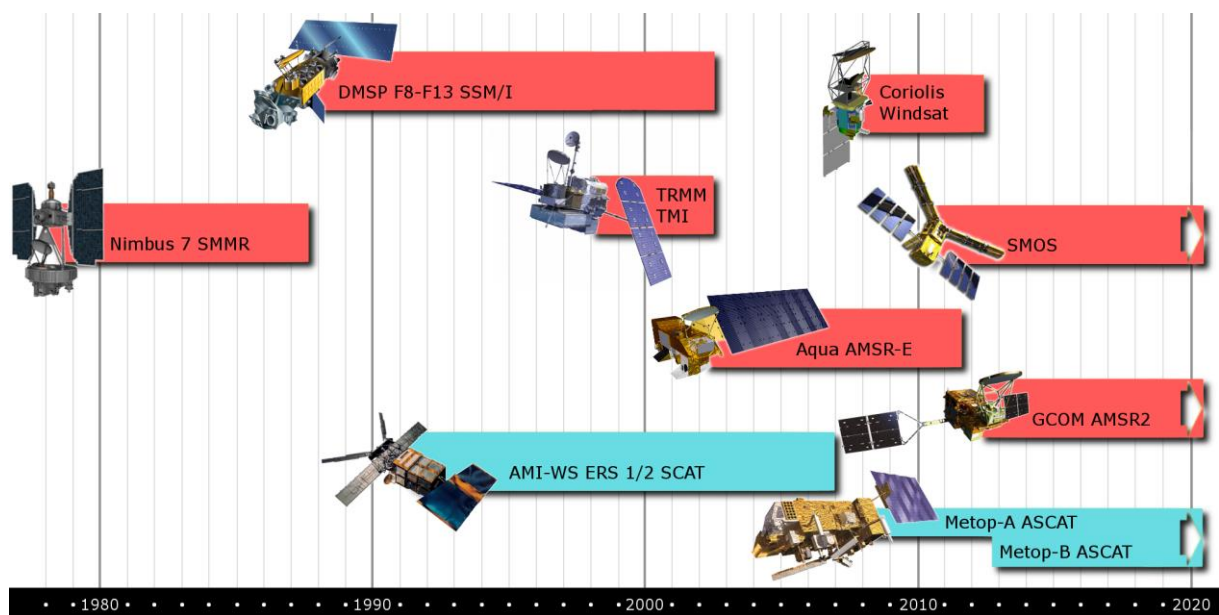 DMSP F8-F13 SSM/I
Coriolis
Windsat
TRMM
TMI
Nimbus 7 SMMR
SMOS
Aqua AMSR-E
GCOM AMSR2
AMI-WS ERS 1/2 SCAT
Metop-A ASCAT
Metop-B ASCAT
1980 1990 2000 2010 2020